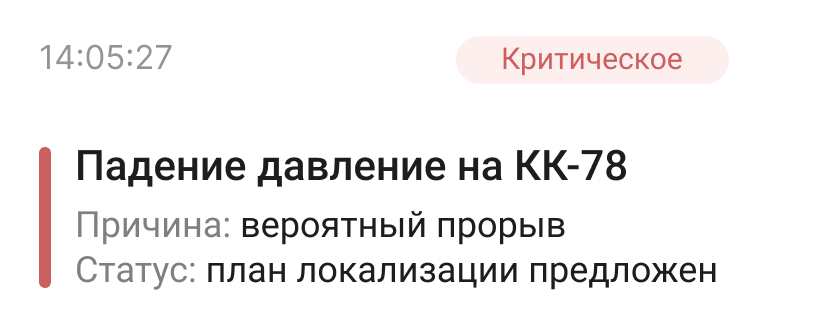 14:05:27
Критическое
Падение давление на КК-78
Причина: вероятный прорыв
Статус: план локализации предложен